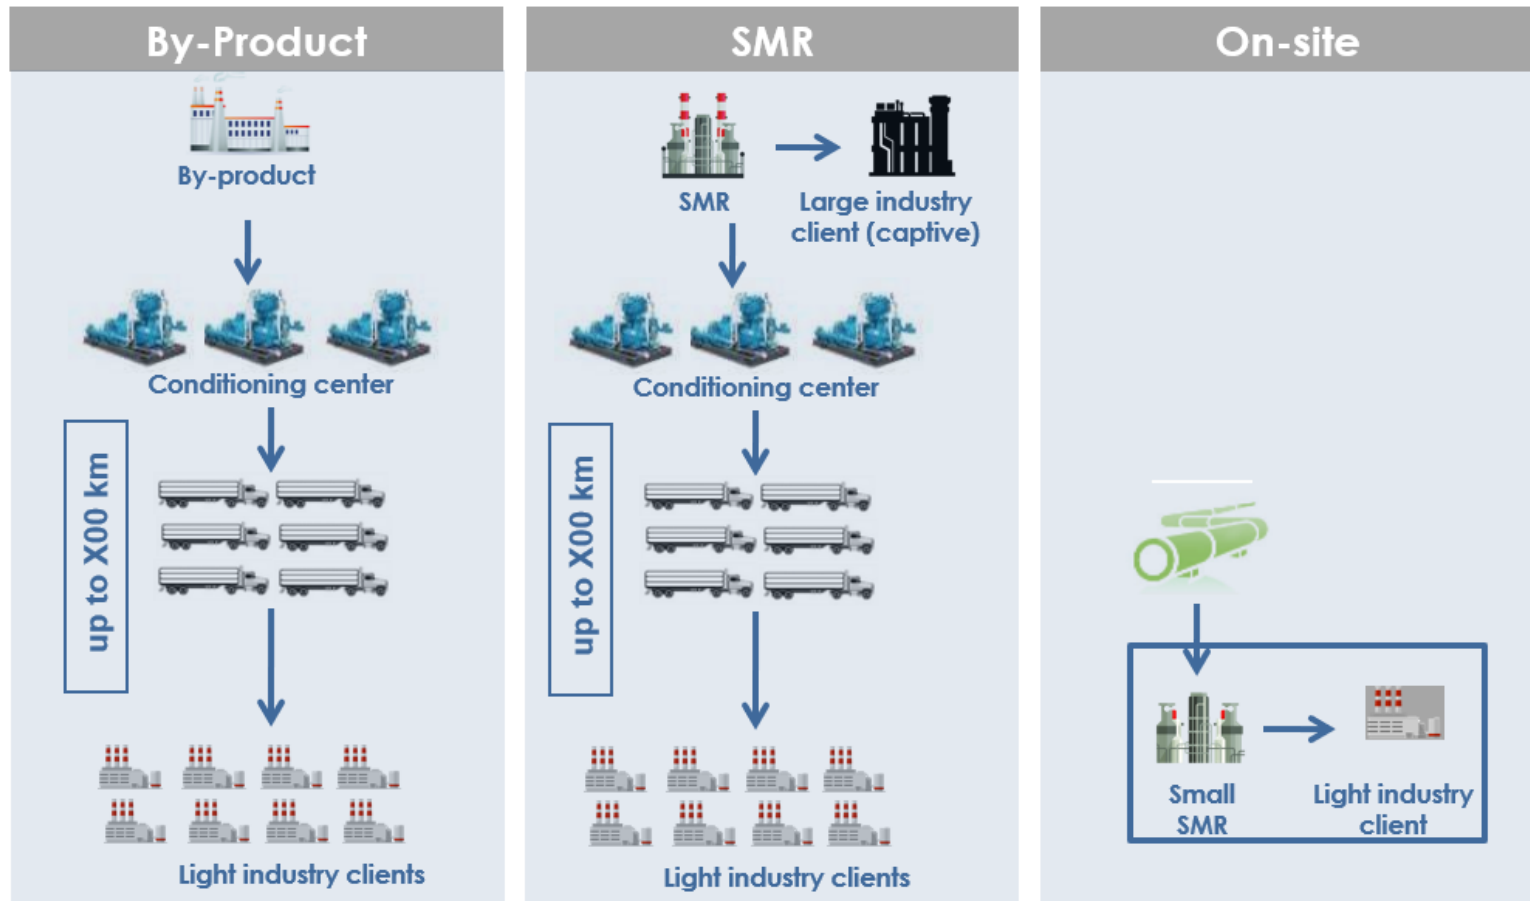 By-Product
By-product
Conditioning center
up to X00 km
Light industry clients
SMR
SMR
Large industry
client (captive)
Conditioning center
up to X00 km
Light industry clients
On-site
Small
SMR
Light industry
client